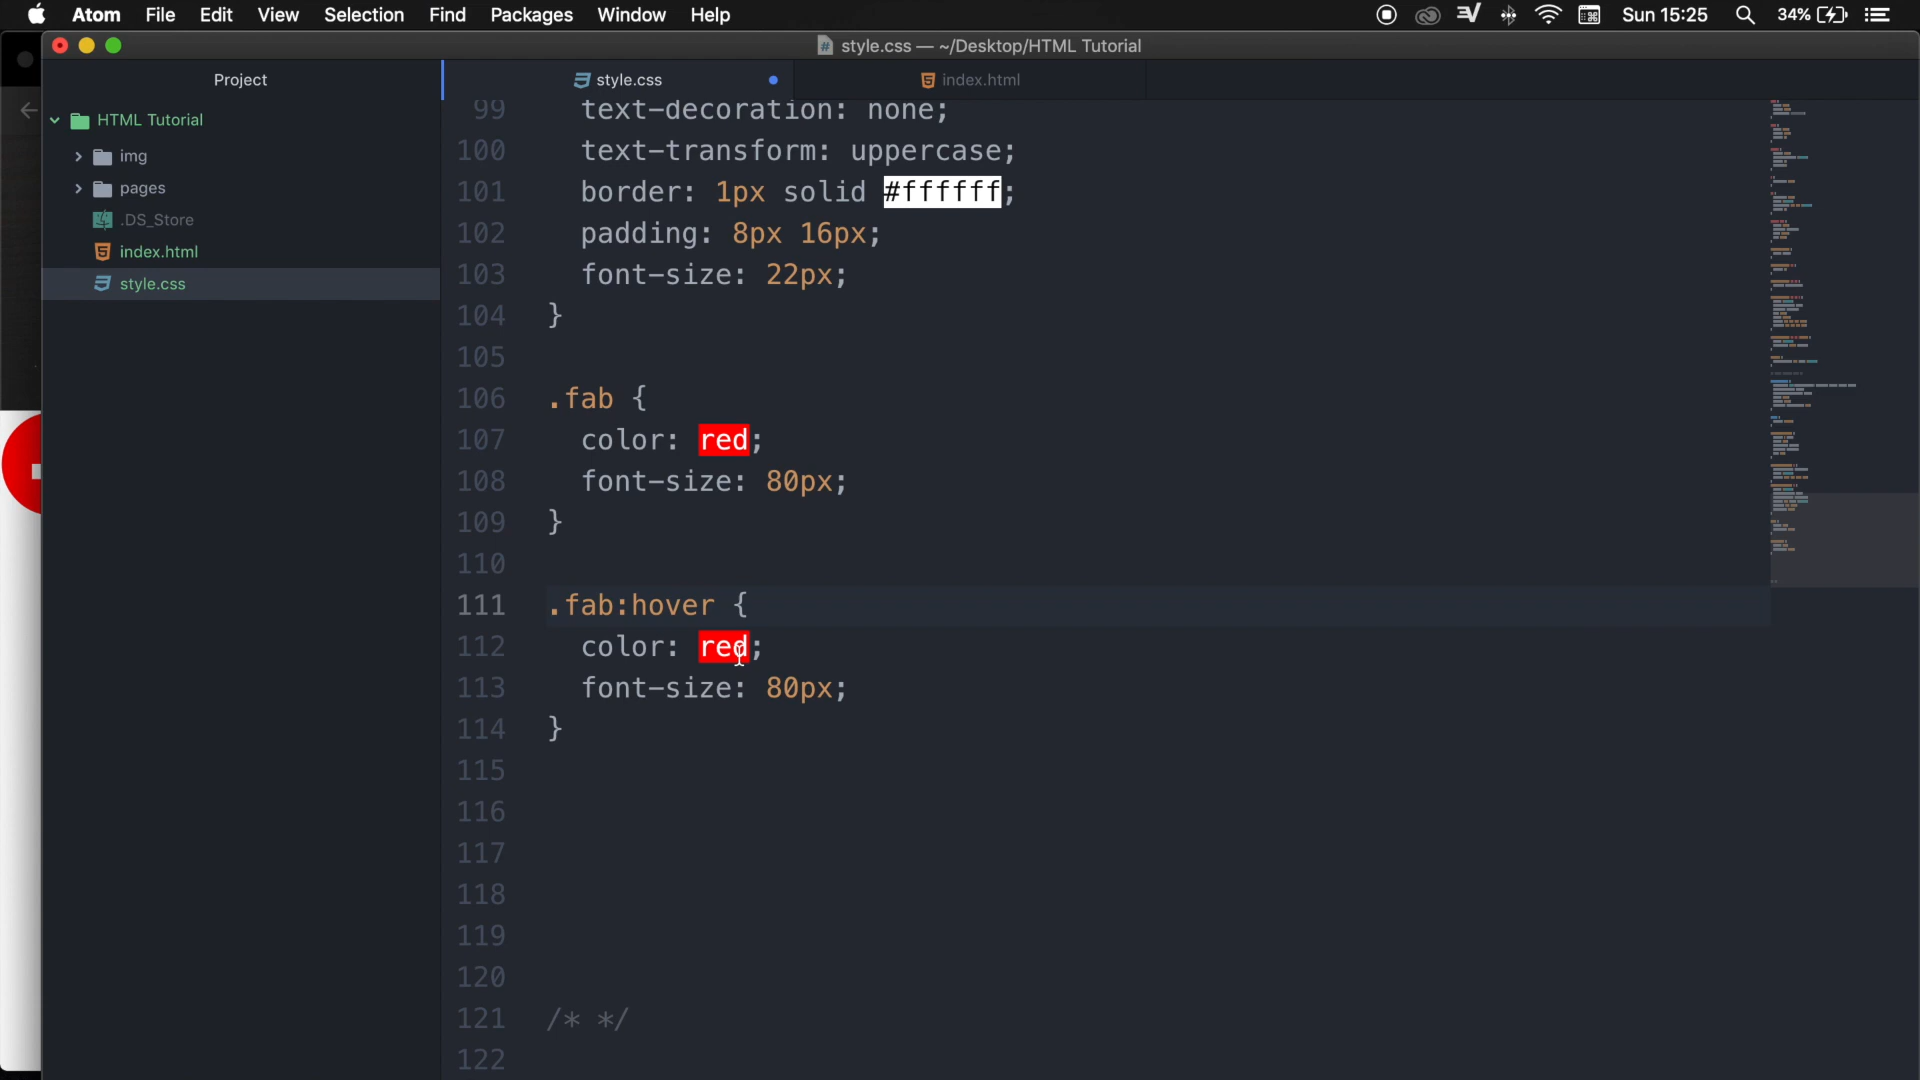 Atom File Edit View Selection Find Packages Window Help Sun 15:25 34%
style.css — ~/Desktop/HTML Tutorial
Project
style.css
index.html
HTML Tutorial
img
pages
.DS_Store
index.html
style.css
99 text-decoration: none;
100 text-transform: uppercase;
101 border: 1px solid #ffffff;
102 padding: 8px 16px;
103 font-size: 22px;
104 }
105
106 .fab {
107 color: red;
108 font-size: 80px;
109 }
110
111 .fab:hover {
112 color: red;
113 font-size: 80px;
114 }
115
116
117
118
119
120
121 /* */
122